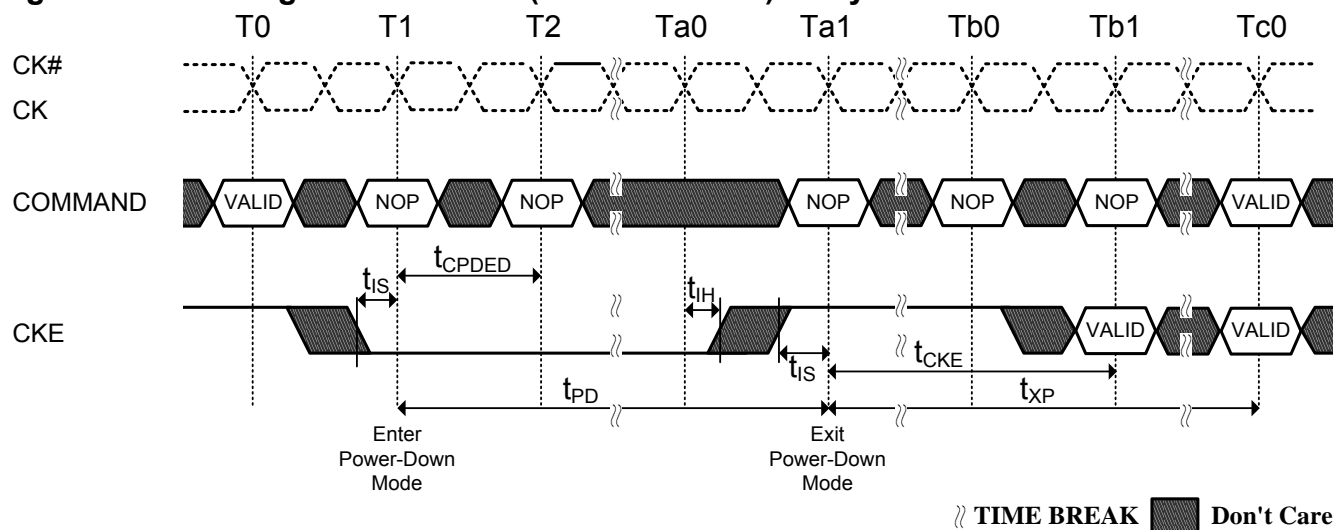 T0 T1 T2 Ta0 Ta1 Tb0 Tb1 Tc0
CK#
CK
COMMAND VALID NOP NOP NOP NOP NOP VALID
tIS tCPDED tIH
CKE VALID VALID
tIS tCKE
tPD tXP
Enter Power-Down Mode
Exit Power-Down Mode
TIME BREAK Don't Care